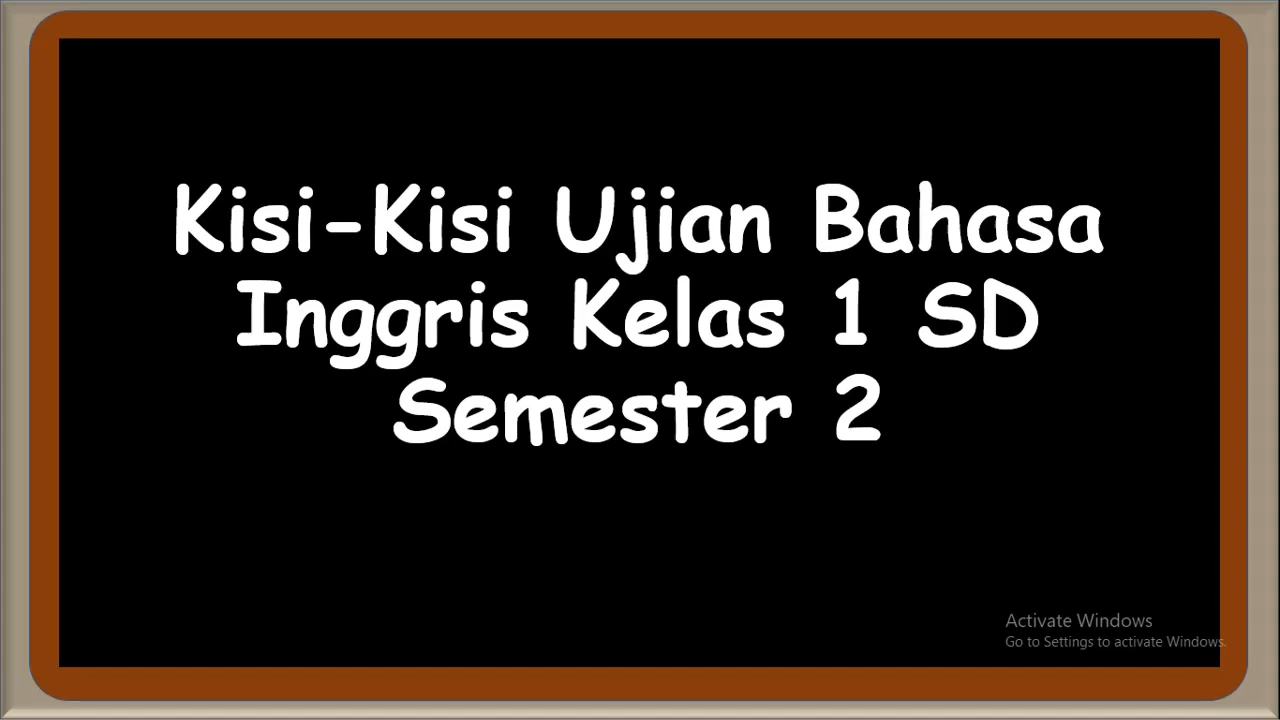 Kisi-Kisi Ujian Bahasa
Inggris Kelas 1 SD
Semester 2
Activate Windows
Go to Settings to activate Windows.